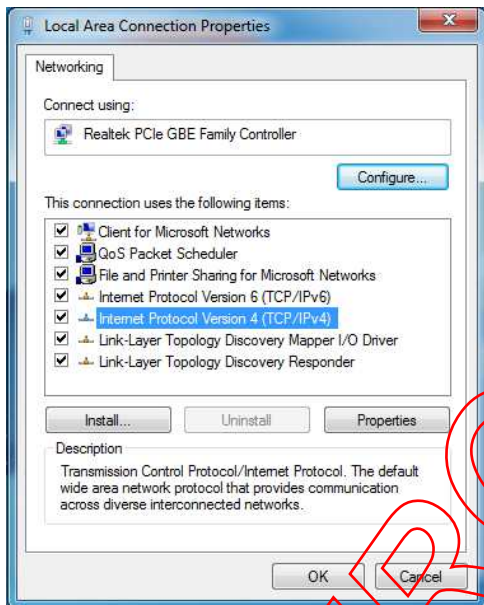 Local Area Connection Properties
Networking
Connect using:
Realtek PCIe GBE Family Controller
Configure...
This connection uses the following items:
Client for Microsoft Networks
QoS Packet Scheduler
File and Printer Sharing for Microsoft Networks
Internet Protocol Version 6 (TCP/IPv6)
Internet Protocol Version 4 (TCP/IPv4)
Link-Layer Topology Discovery Mapper I/O Driver
Link-Layer Topology Discovery Responder
Install... Uninstall Properties
Description
Transmission Control Protocol/Internet Protocol. The default
wide area network protocol that provides communication
across diverse interconnected networks.
OK Cancel